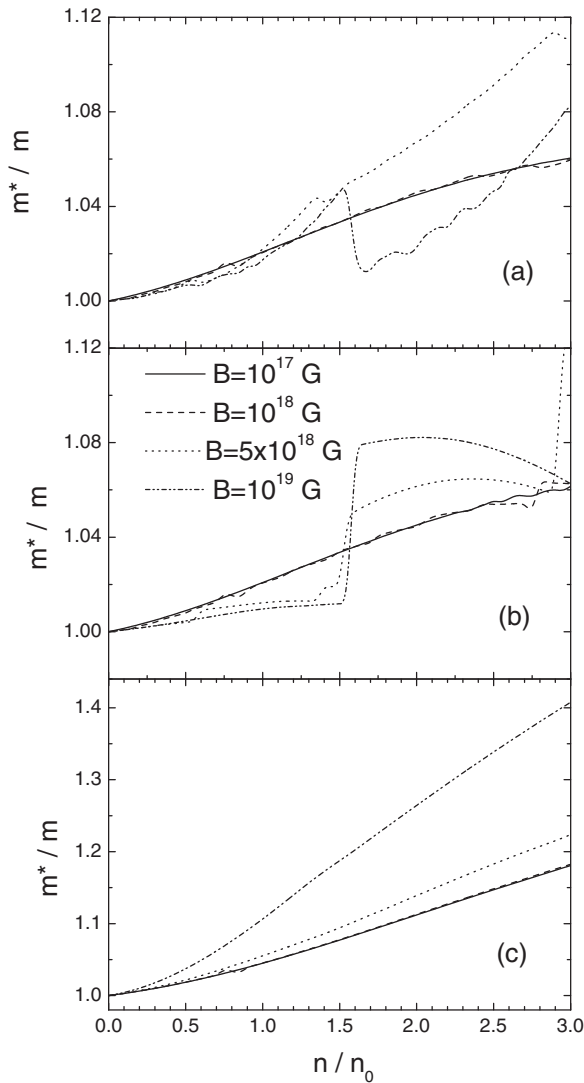 1.12
1.08
m* / m
1.04
1.00
(a)
1.12
B=10¹⁷ G
B=10¹⁸ G
1.08
B=5x10¹⁸ G
B=10¹⁹ G
m* / m
1.04
1.00
(b)
1.4
1.3
m* / m
1.2
1.1
(c)
1.0
0.0 0.5 1.0 1.5 2.0 2.5 3.0
n / n₀